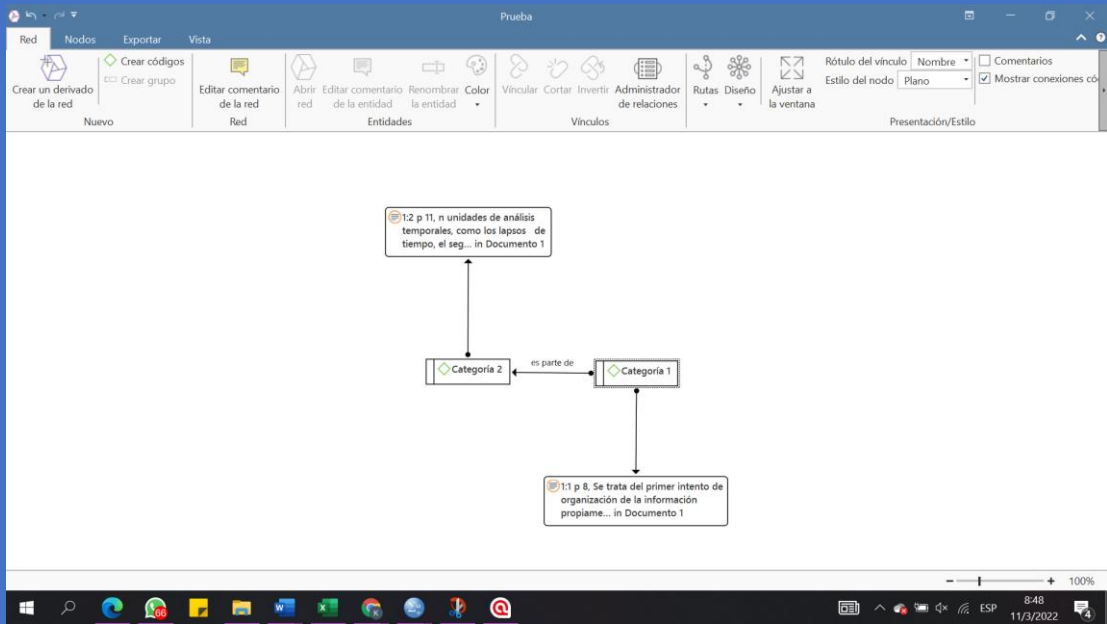 Prueba
Red Nodos Exportar Vista
Crear un derivado
de la red
Crear códigos
Crear grupo
Nuevo
Editar comentario
de la red
Red
Abrir
red
Editar comentario
de la entidad
Renombrar
la entidad
Color
Entidades
Víncular Cortar Invertir
Administrador
de relaciones
Vínculos
Rutas Diseño
Ajustar a
la ventana
Rótulo del vínculo Nombre
Estilo del nodo Plano
Comentarios
Mostrar conexiones có
Presentación/Estilo
1:2 p 11, n unidades de análisis
temporales, como los lapsos de
tiempo, el seg... in Documento 1
Categoría 2
es parte de
Categoría 1
1:1 p 8, Se trata del primer intento de
organización de la información
propiame... in Documento 1
100%
66
ESP
8:48
11/3/2022
4